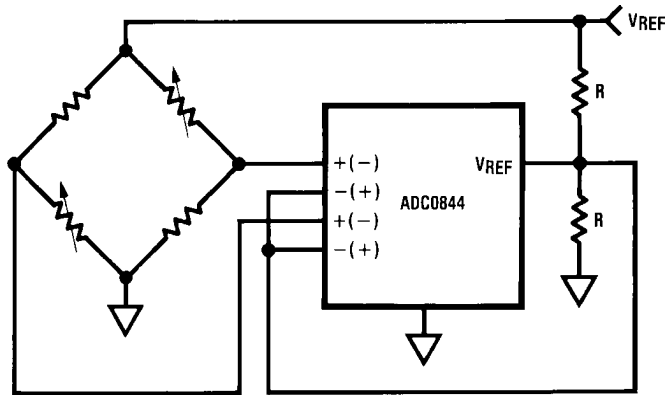 VREF
R
+(−)
VREF
−(+)
ADC0844
+(−)
R
−(+)